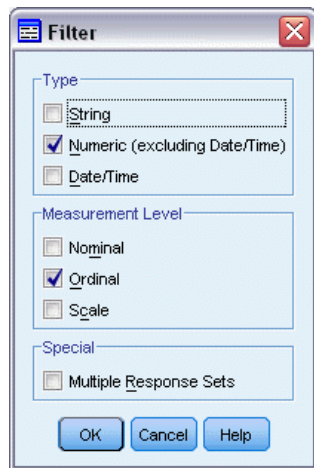 Filter
Type
String
Numeric (excluding Date/Time)
Date/Time
Measurement Level
Nominal
Ordinal
Scale
Special
Multiple Response Sets
OK Cancel Help